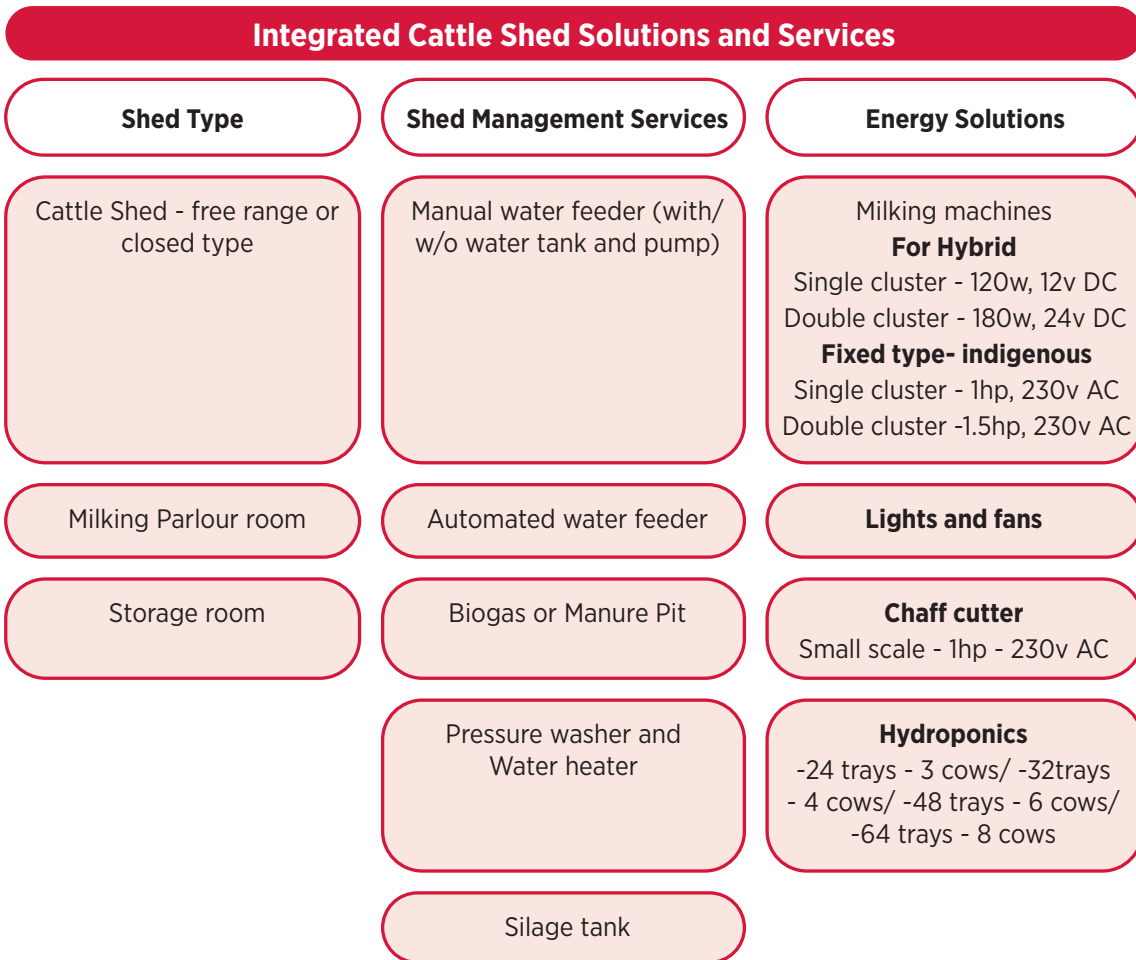 Integrated Cattle Shed Solutions and Services
Shed Type
Shed Management Services
Energy Solutions
Cattle Shed - free range or
closed type
Manual water feeder (with/
w/o water tank and pump)
Milking machines
For Hybrid
Single cluster - 120w, 12v DC
Double cluster - 180w, 24v DC
Fixed type- indigenous
Single cluster - 1hp, 230v AC
Double cluster -1.5hp, 230v AC
Milking Parlour room
Automated water feeder
Lights and fans
Storage room
Biogas or Manure Pit
Chaff cutter
Small scale - 1hp - 230v AC
Pressure washer and
Water heater
Hydroponics
-24 trays - 3 cows/ -32trays
- 4 cows/ -48 trays - 6 cows/
-64 trays - 8 cows
Silage tank